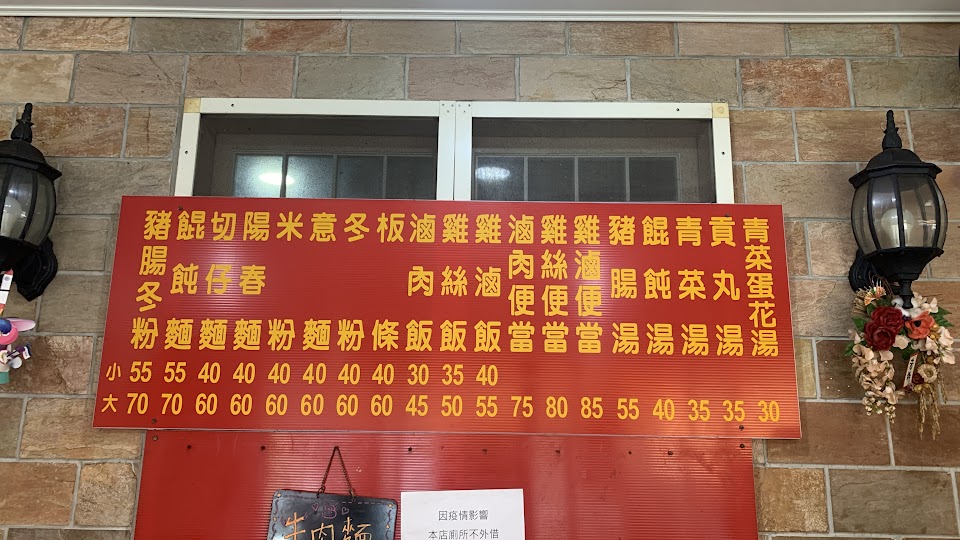 豬腸冬粉
餛飩麵
切仔麵
陽春麵
米粉
意麵
冬粉
板條
滷肉飯
雞絲飯
雞滷飯
滷肉便當
雞絲便當
雞滷便當
豬腸湯
餛飩湯
青菜湯
貢丸湯
青菜蛋花湯
小 55 55 40 40 40 40 40 40 30 35 40
大 70 70 60 60 60 60 60 60 45 50 55 75 80 85 55 40 35 35 30
牛肉麵
因疫情影響
本店廁所不外借